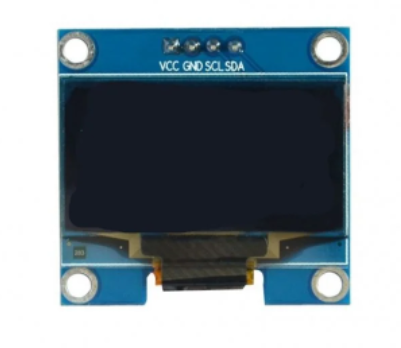 VCC GND SCL SDA